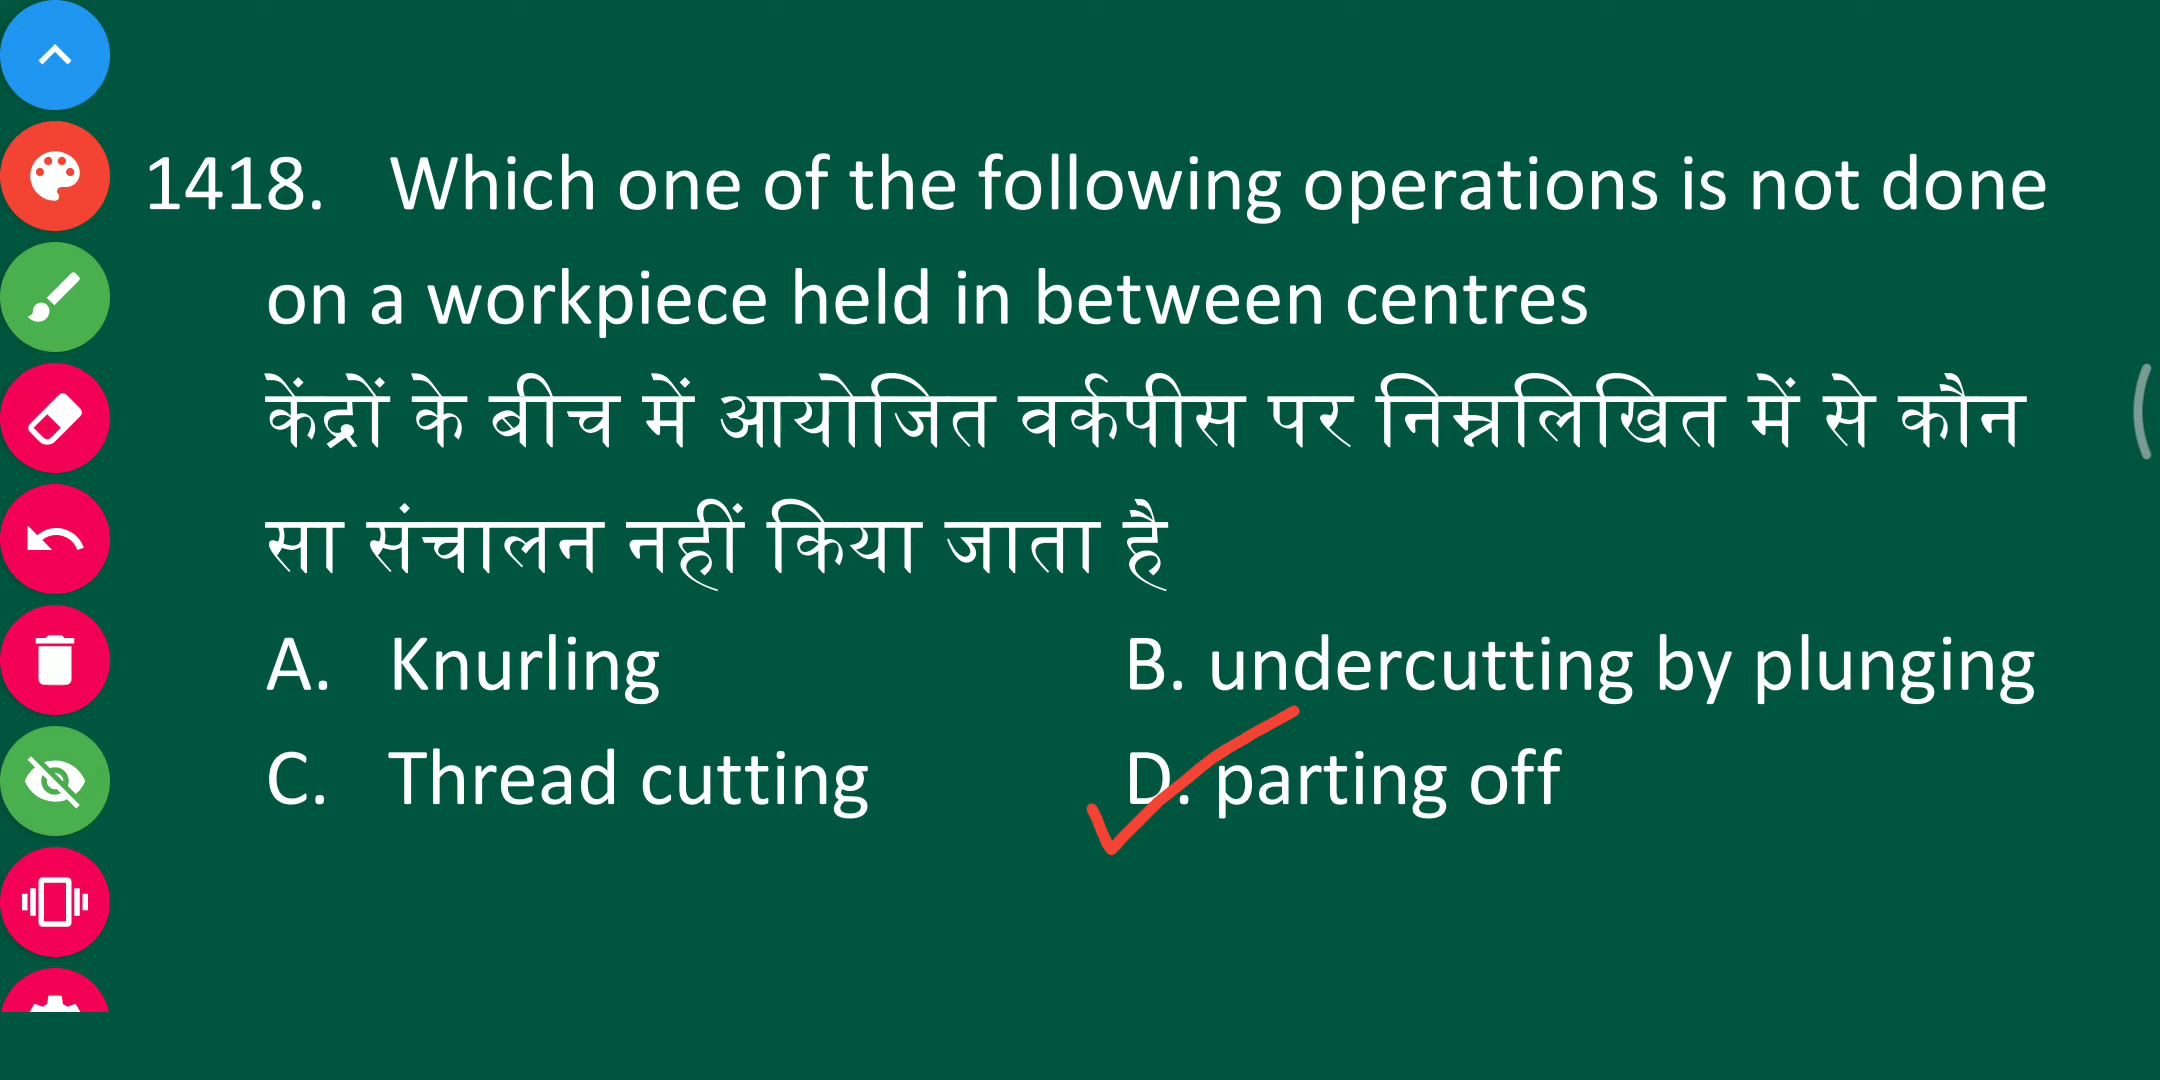 1418. Which one of the following operations is not done
on a workpiece held in between centres
केंद्रों के बीच में आयोजित वर्कपीस पर निम्नलिखित में से कौन
सा संचालन नहीं किया जाता है
A. Knurling B. undercutting by plunging
C. Thread cutting D. parting off